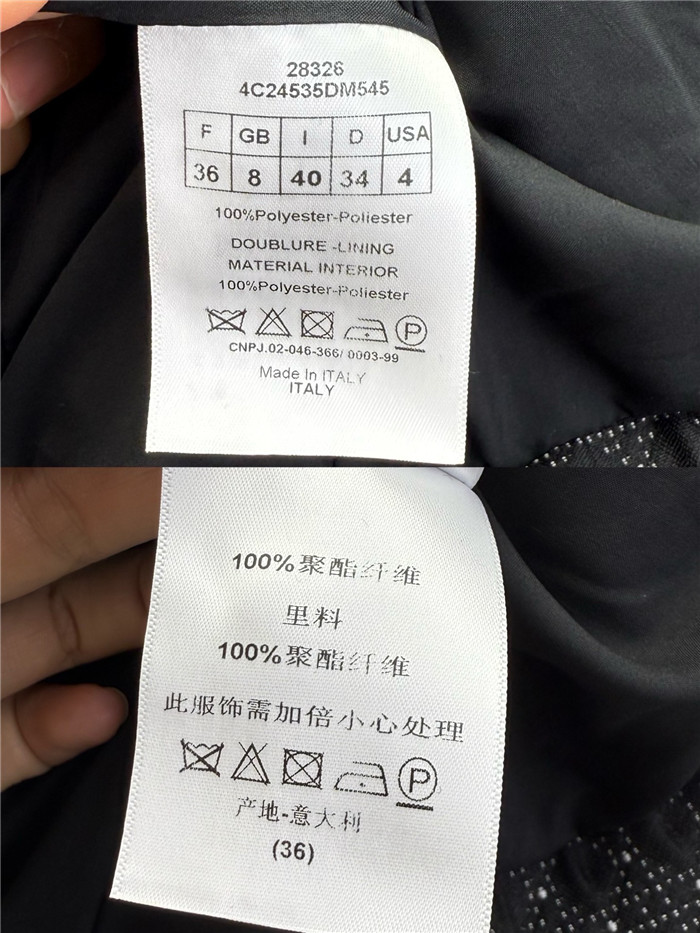 28326
4C24535DM545
F GB I D USA
36 8 40 34 4
100%Polyester-Poliester
DOUBLURE -LINING
MATERIAL INTERIOR
100%Polyester-Poliester
P
CNPJ.02-046-366/ 0003-99
Made In ITALY
ITALY
100%聚酯纤维
里料
100%聚酯纤维
此服饰需加倍小心处理
P
产地-意大利
(36)